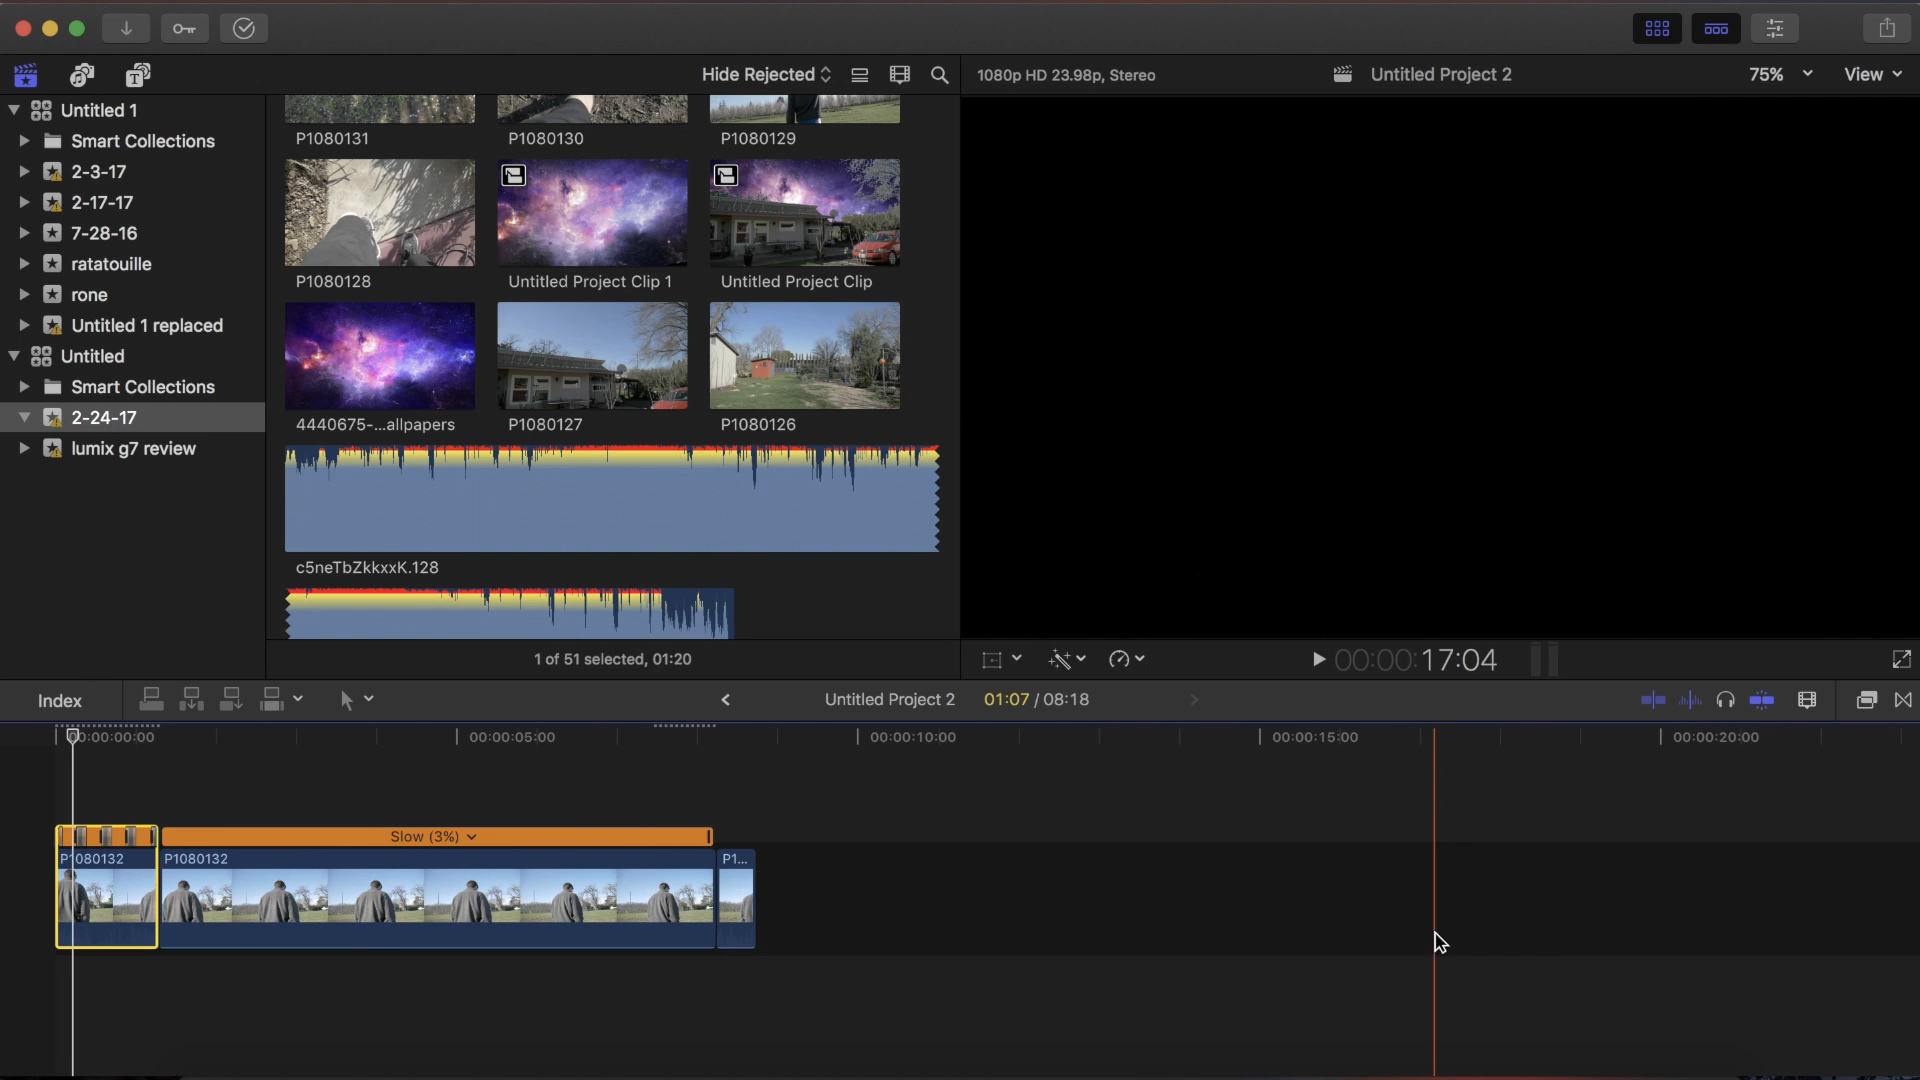 Hide Rejected
1080p HD 23.98p, Stereo
Untitled Project 2
75%
View
Untitled 1
Smart Collections
2-3-17
2-17-17
7-28-16
ratatouille
rone
Untitled 1 replaced
Untitled
Smart Collections
2-24-17
lumix g7 review
P1080131
P1080130
P1080129
P1080128
Untitled Project Clip 1
Untitled Project Clip
4440675-...allpapers
P1080127
P1080126
c5neTbZkkxxK.128
1 of 51 selected, 01:20
00:00:17:04
Index
Untitled Project 2
01:07 / 08:18
00:00:00:00
00:00:05:00
00:00:10:00
00:00:15:00
00:00:20:00
Slow (3%)
P1080132
P1080132
P1...